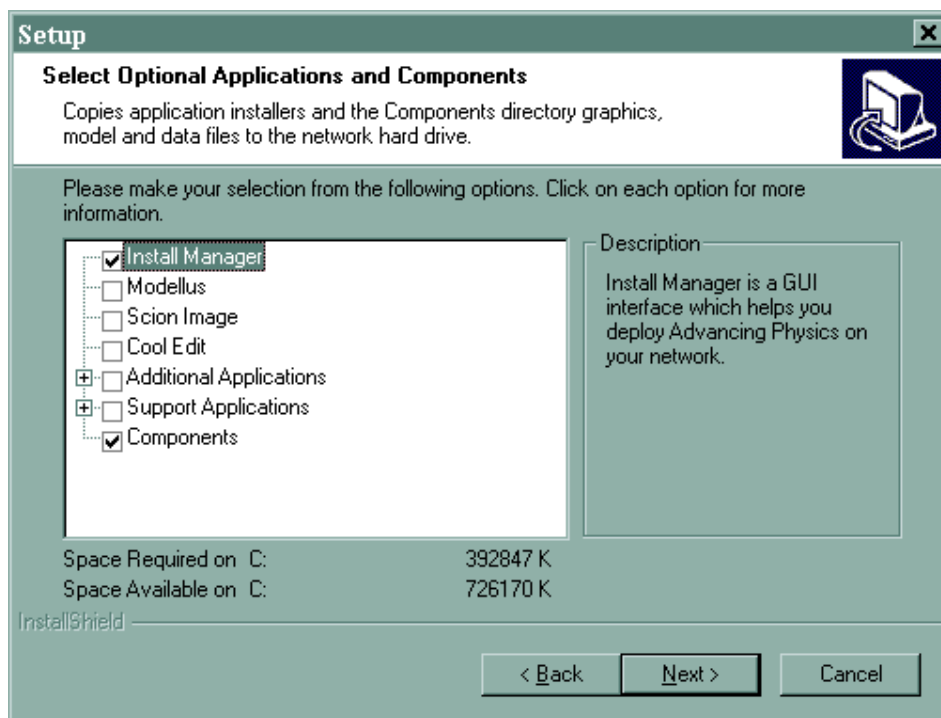 Setup
Select Optional Applications and Components
Copies application installers and the Components directory graphics,
model and data files to the network hard drive.
Please make your selection from the following options. Click on each option for more
information.
Install Manager
Modellus
Scion Image
Cool Edit
Additional Applications
Support Applications
Components
Description
Install Manager is a GUI
interface which helps you
deploy Advancing Physics on
your network.
Space Required on C: 392847 K
Space Available on C: 726170 K
InstallShield
< Back
Next >
Cancel